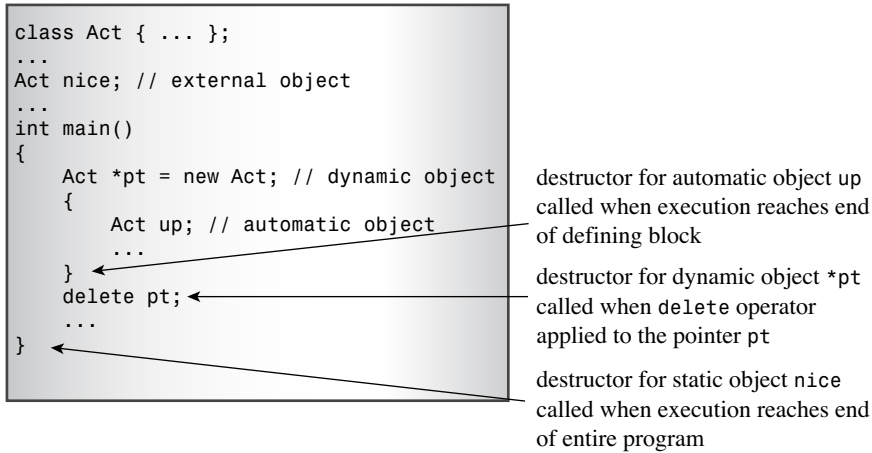 class Act { ... };
...
Act nice; // external object
...
int main()
{
Act *pt = new Act; // dynamic object
{
Act up; // automatic object
...
}
delete pt;
...
}
destructor for automatic object up
called when execution reaches end
of defining block
destructor for dynamic object *pt
called when delete operator
applied to the pointer pt
destructor for static object nice
called when execution reaches end
of entire program